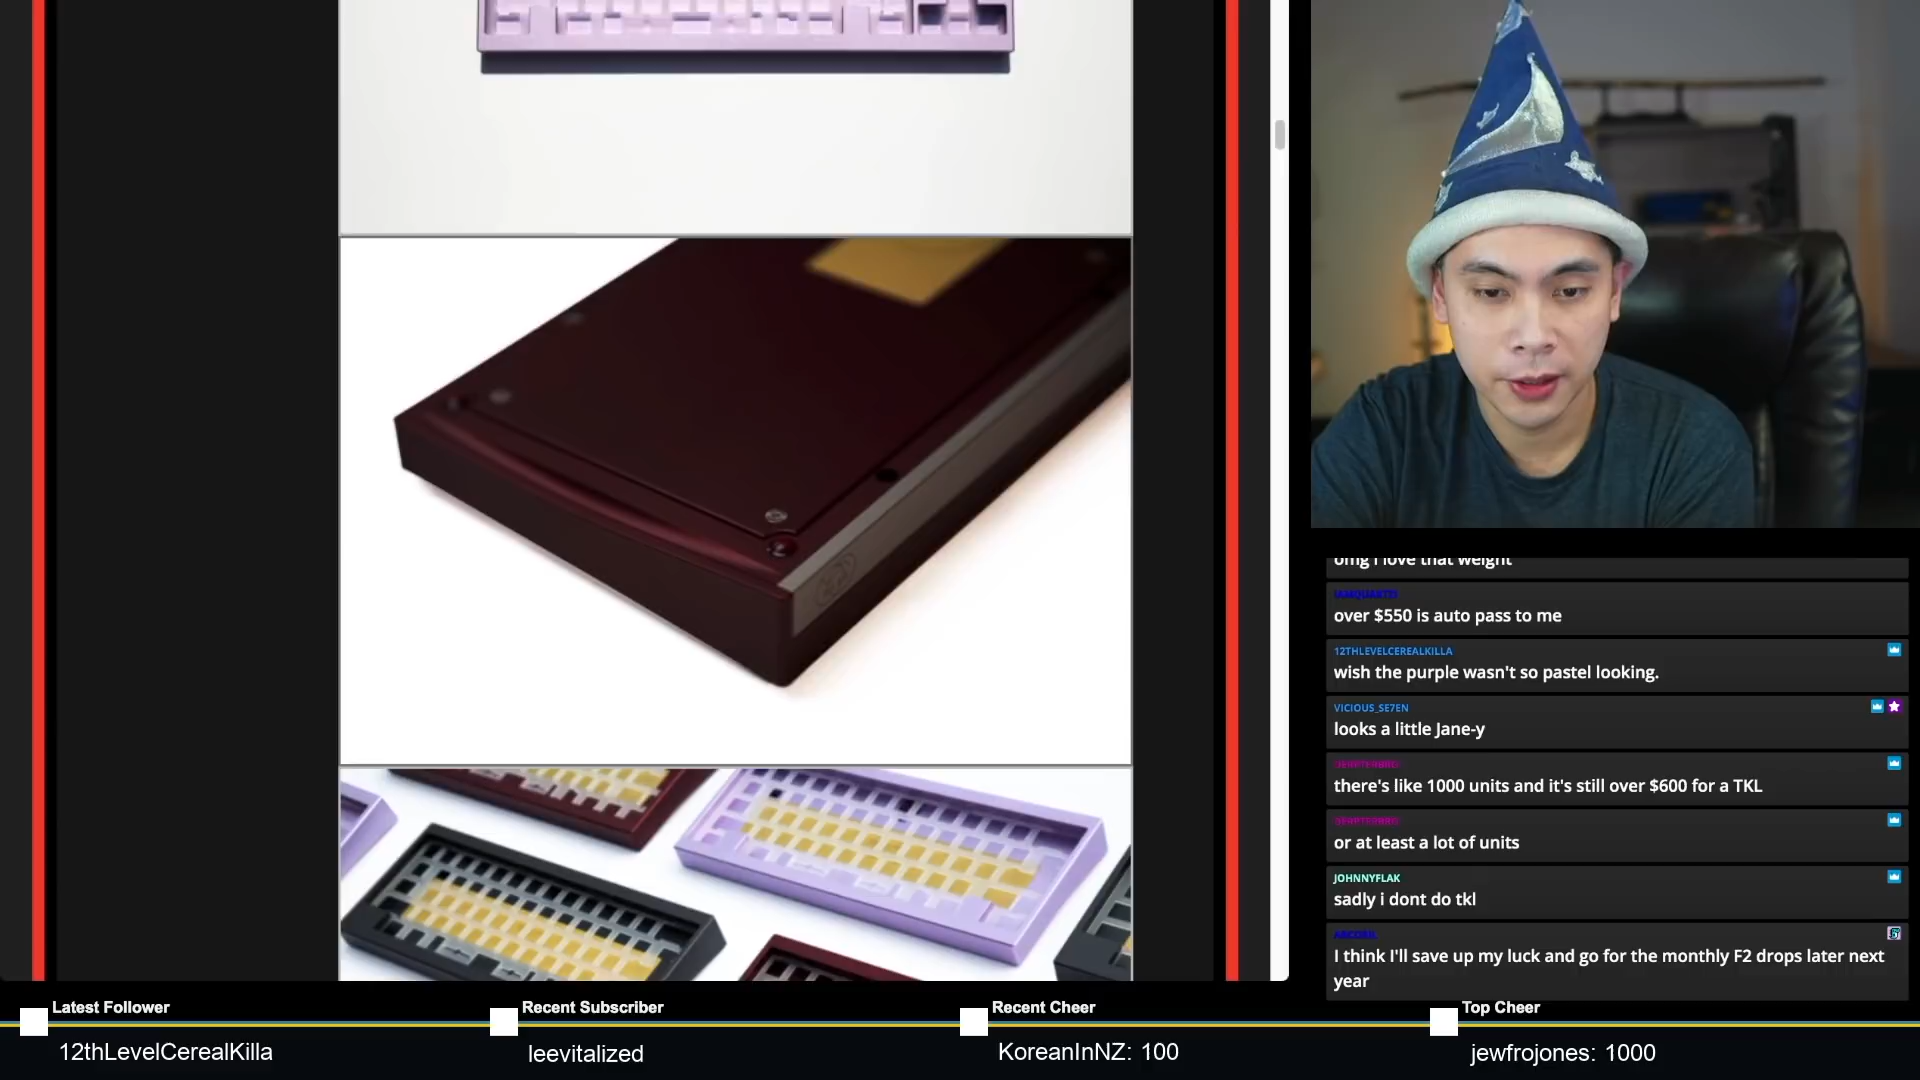 omg i love that weight
over $550 is auto pass to me
12THLEVELCEREALKILLA
wish the purple wasn't so pastel looking.
VICIOUS_SE7EN
looks a little Jane-y
there's like 1000 units and it's still over $600 for a TKL
or at least a lot of units
JOHNNYFLAK
sadly i dont do tkl
I think I'll save up my luck and go for the monthly F2 drops later next
year
Latest Follower
12thLevelCerealKilla
Recent Subscriber
leevitalized
Recent Cheer
KoreanInNZ: 100
Top Cheer
jewfrojones: 1000